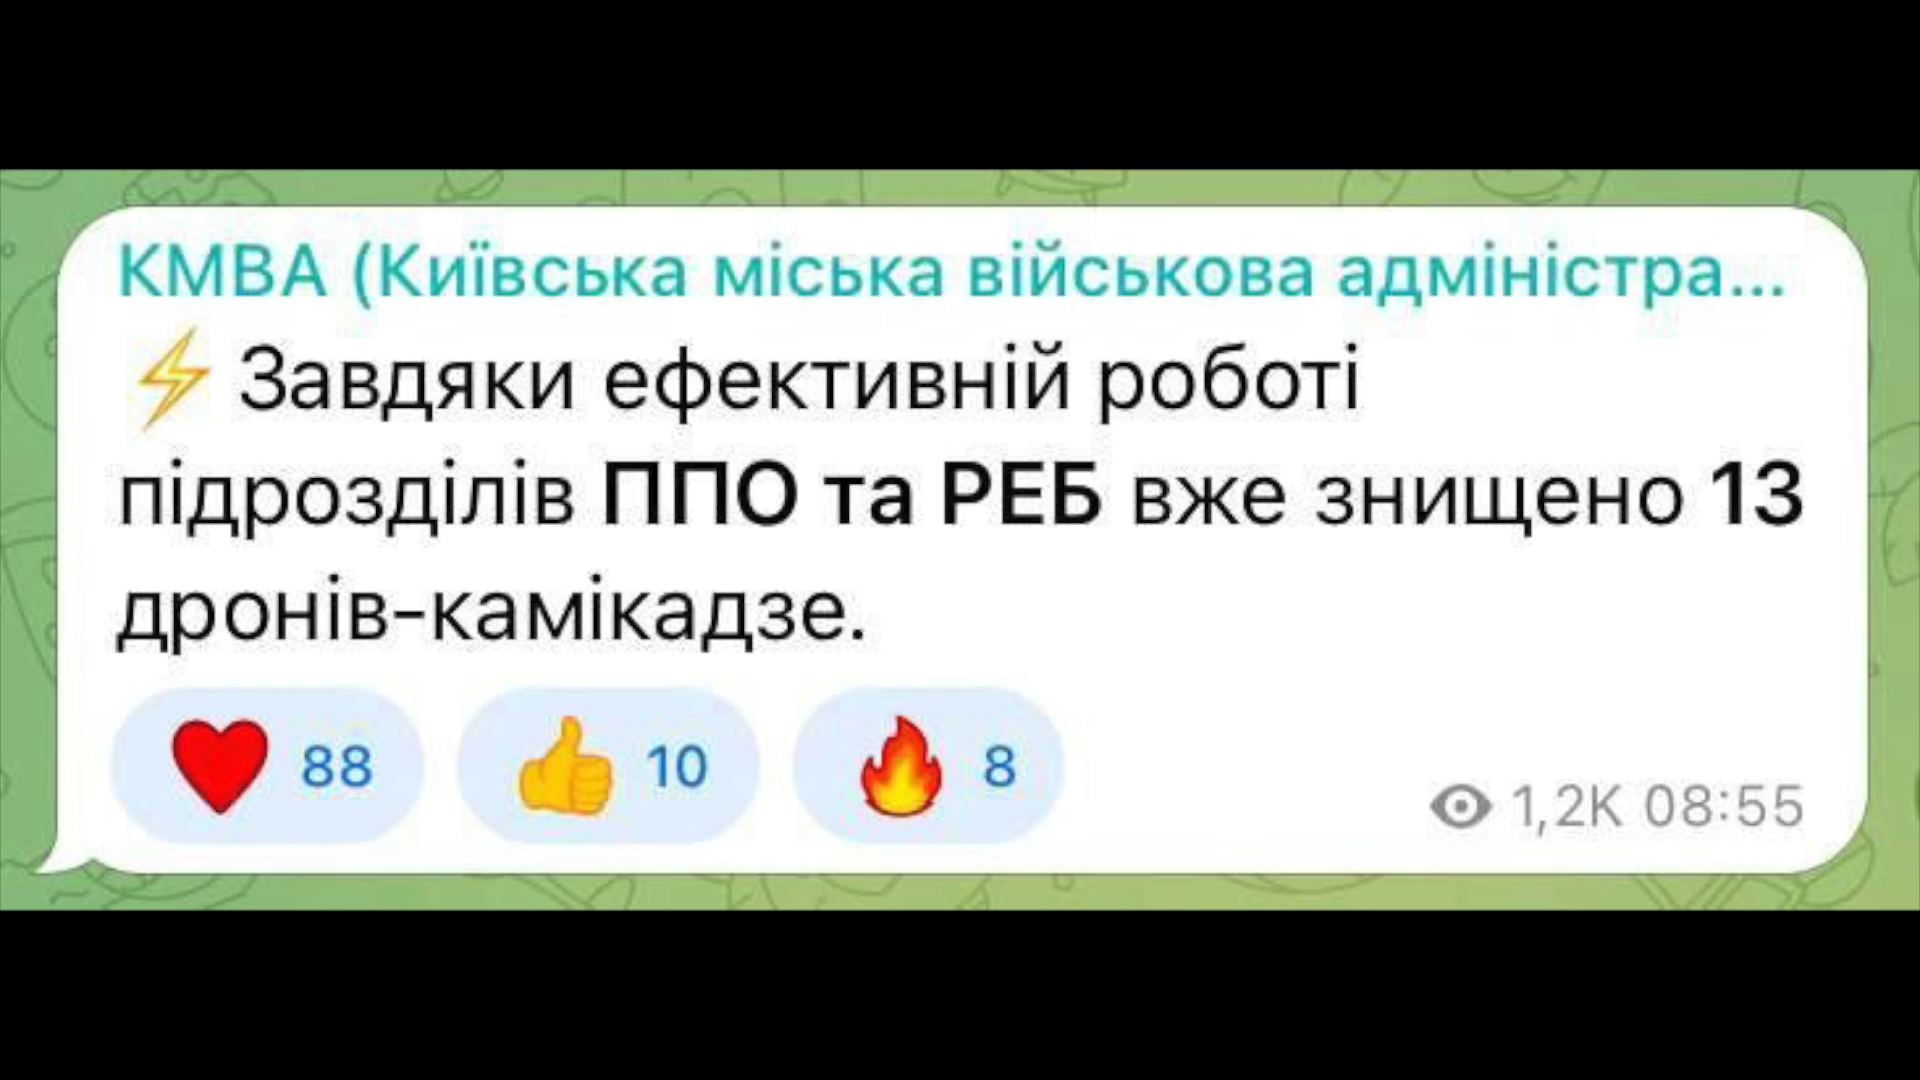 КМВА (Київська міська військова адміністра...
⚡ Завдяки ефективній роботі
підрозділів ППО та РЕБ вже знищено 13
дронів-камікадзе.
❤️ 88 👍 10 🔥 8 1,2K 08:55